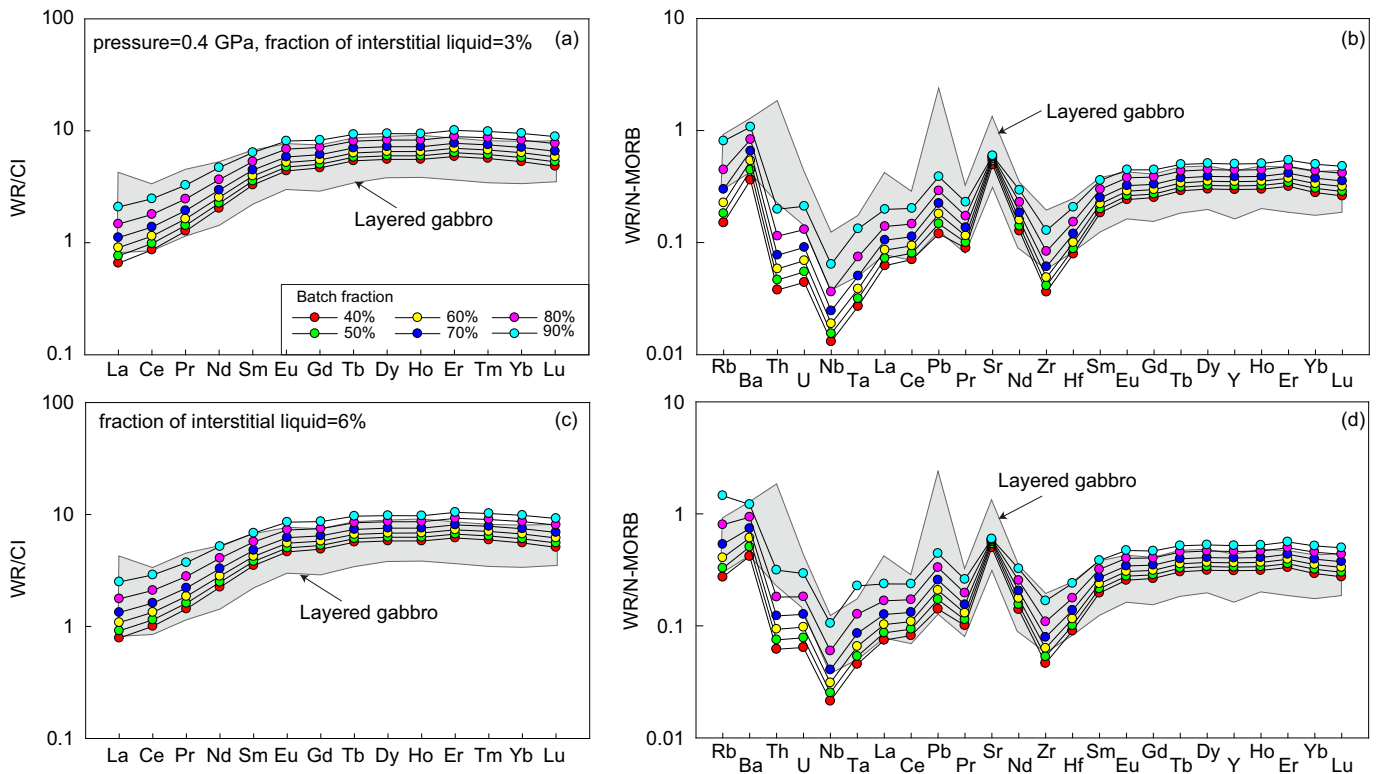 100
10
1
0.1
WR/CI
pressure=0.4 GPa, fraction of interstitial liquid=3%
(a)
Layered gabbro
Batch fraction
40% 60% 80%
50% 70% 90%
La Ce Pr Nd Sm Eu Gd Tb Dy Ho Er Tm Yb Lu
10
1
0.1
0.01
WR/N-MORB
(b)
Layered gabbro
Rb Ba Th U Nb Ta La Ce Pb Pr Sr Nd Zr Hf Sm Eu Gd Tb Dy Y Ho Er Yb Lu
100
10
1
0.1
WR/CI
fraction of interstitial liquid=6%
(c)
Layered gabbro
La Ce Pr Nd Sm Eu Gd Tb Dy Ho Er Tm Yb Lu
10
1
0.1
0.01
WR/N-MORB
(d)
Layered gabbro
Rb Ba Th U Nb Ta La Ce Pb Pr Sr Nd Zr Hf Sm Eu Gd Tb Dy Y Ho Er Yb Lu